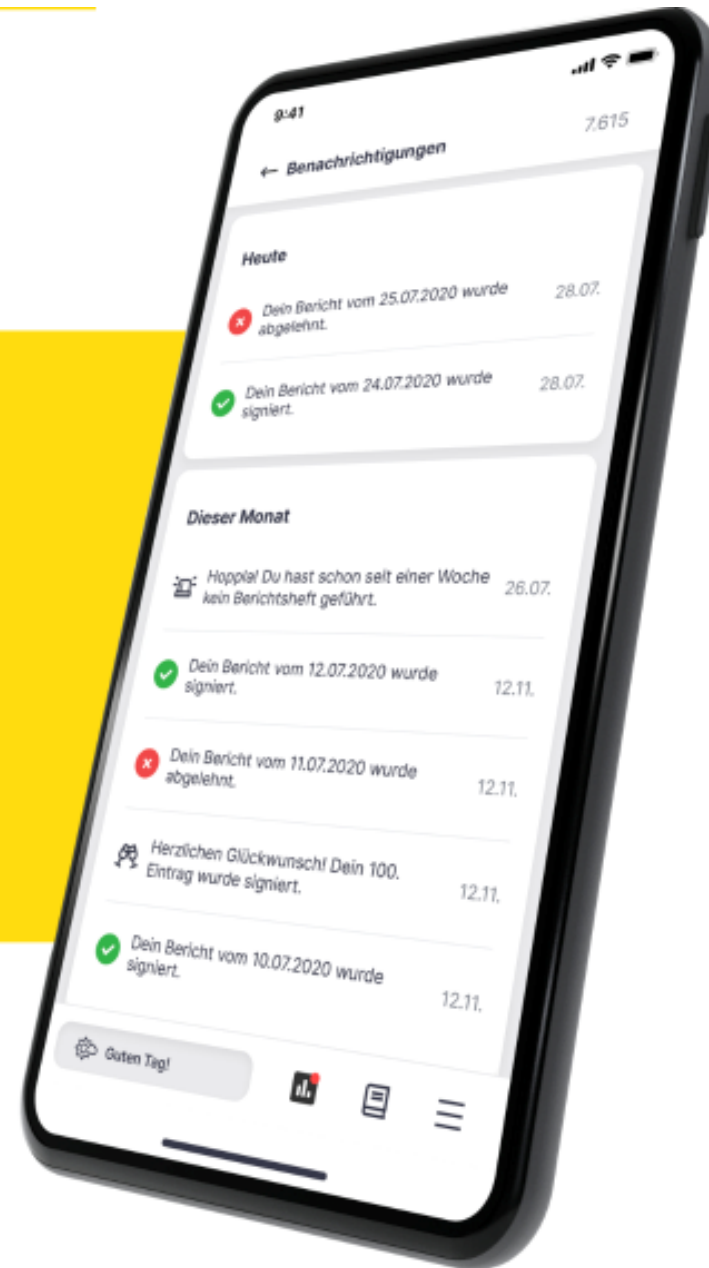 9:41
← Benachrichtigungen
7.615
Heute
Dein Bericht vom 25.07.2020 wurde
abgelehnt.
28.07.
Dein Bericht vom 24.07.2020 wurde
signiert.
28.07.
Dieser Monat
Hoppla! Du hast schon seit einer Woche
kein Berichtsheft geführt.
26.07.
Dein Bericht vom 12.07.2020 wurde
signiert.
12.11.
Dein Bericht vom 11.07.2020 wurde
abgelehnt.
12.11.
Herzlichen Glückwunsch! Dein 100.
Eintrag wurde signiert.
12.11.
Dein Bericht vom 10.07.2020 wurde
signiert.
12.11.
Guten Tag!